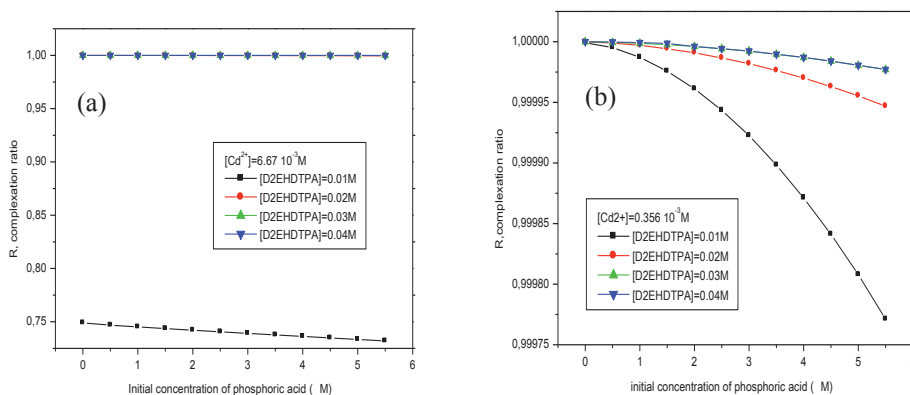 (a)
R, complexation ratio
1,00
0,95
0,90
0,85
0,80
0,75
[Cd2+]=6.67 10-3M
[D2EHDTPA]=0.01M
[D2EHDTPA]=0.02M
[D2EHDTPA]=0.03M
[D2EHDTPA]=0.04M
0 1 2 3 4 5 6
Initial concentration of phosphoric acid ( M)
(b)
R,complexation ratio
1,00000
0,99995
0,99990
0,99985
0,99980
0,99975
[Cd2+]=0.356 10-3M
[D2EHDTPA]=0.01M
[D2EHDTPA]=0.02M
[D2EHDTPA]=0.03M
[D2EHDTPA]=0.04M
0 1 2 3 4 5
initial concentration of phosphoric acid ( M)